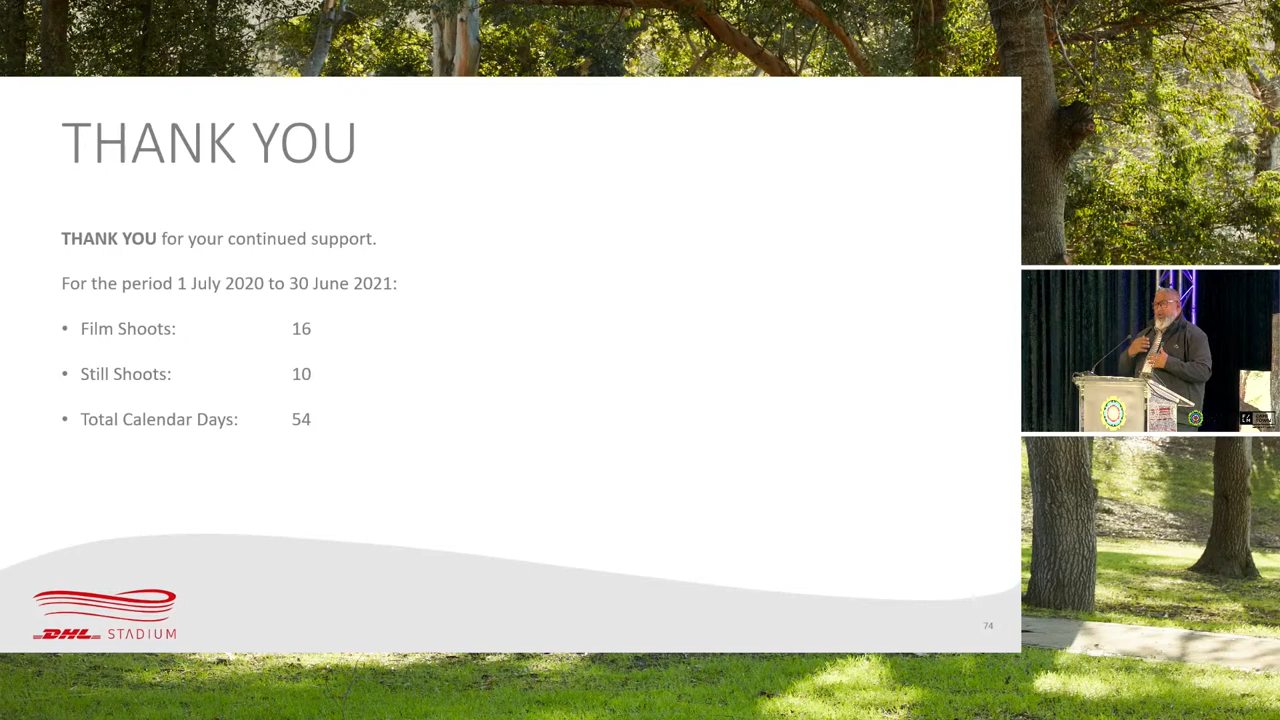 THANK YOU
THANK YOU for your continued support.
For the period 1 July 2020 to 30 June 2021:
• Film Shoots: 16
• Still Shoots: 10
• Total Calendar Days: 54
DHL STADIUM
74